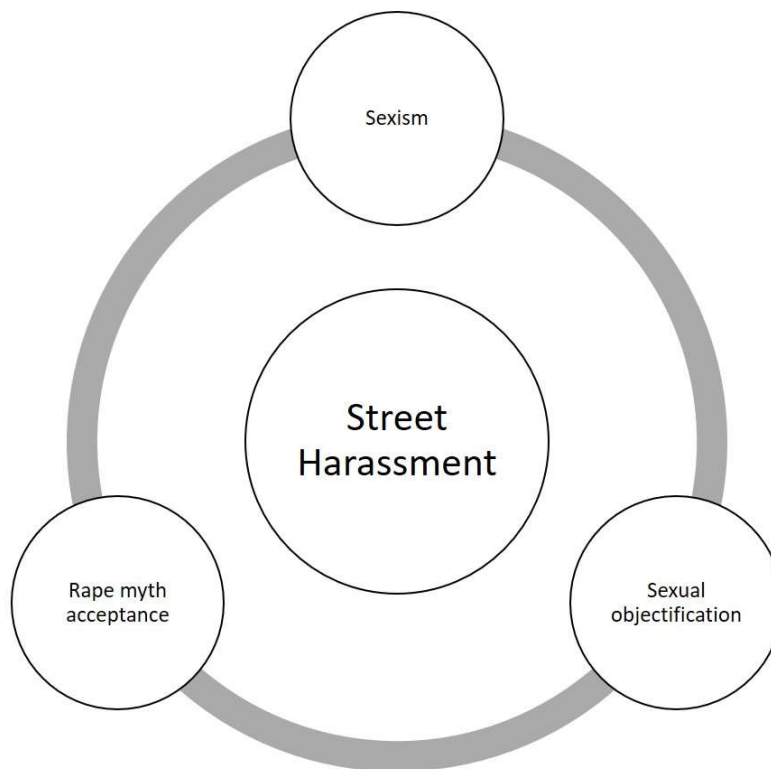 Sexism
Street
Harassment
Rape myth
acceptance
Sexual
objectification